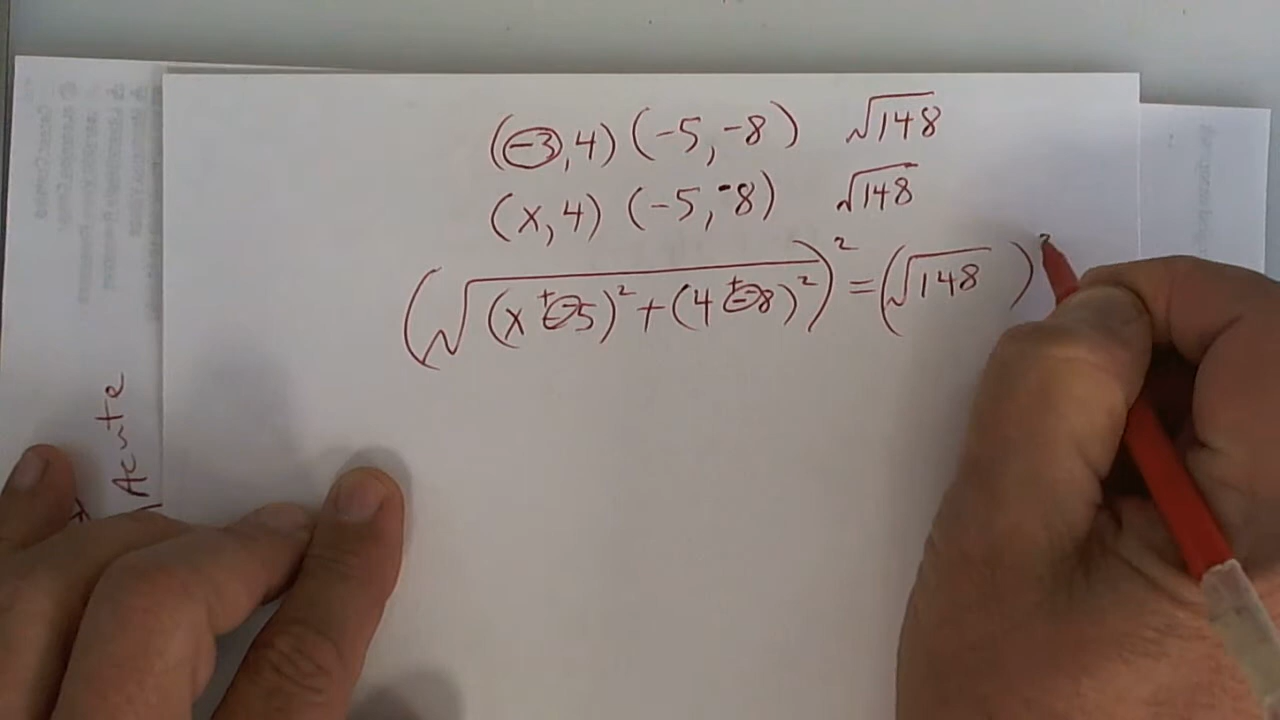 (-3,4) (-5,-8) √148
(x,4) (-5,-8) √148
(√(x+-5)²+(4+-8)²)²=(√148)²
Acute